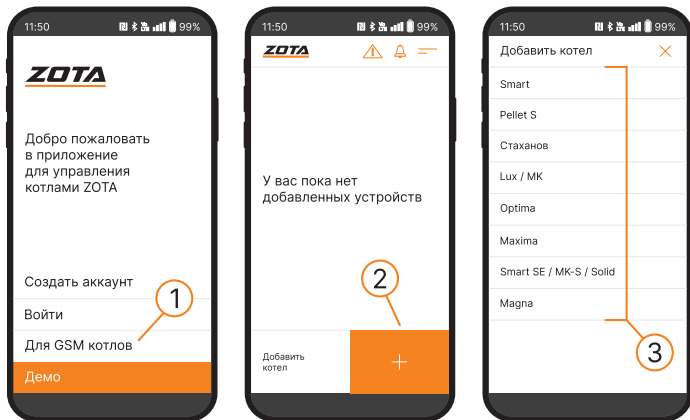 11:50
99%
ZOTA
Добро пожаловать
в приложение
для управления
котлами ZOTA
Создать аккаунт
Войти
Для GSM котлов
Демо
1
11:50
99%
ZOTA
У вас пока нет
добавленных устройств
2
Добавить
котел
+
11:50
99%
Добавить котел
Smart
Pellet S
Стаханов
Lux / MK
Optima
Maxima
Smart SE / MK-S / Solid
Magna
3